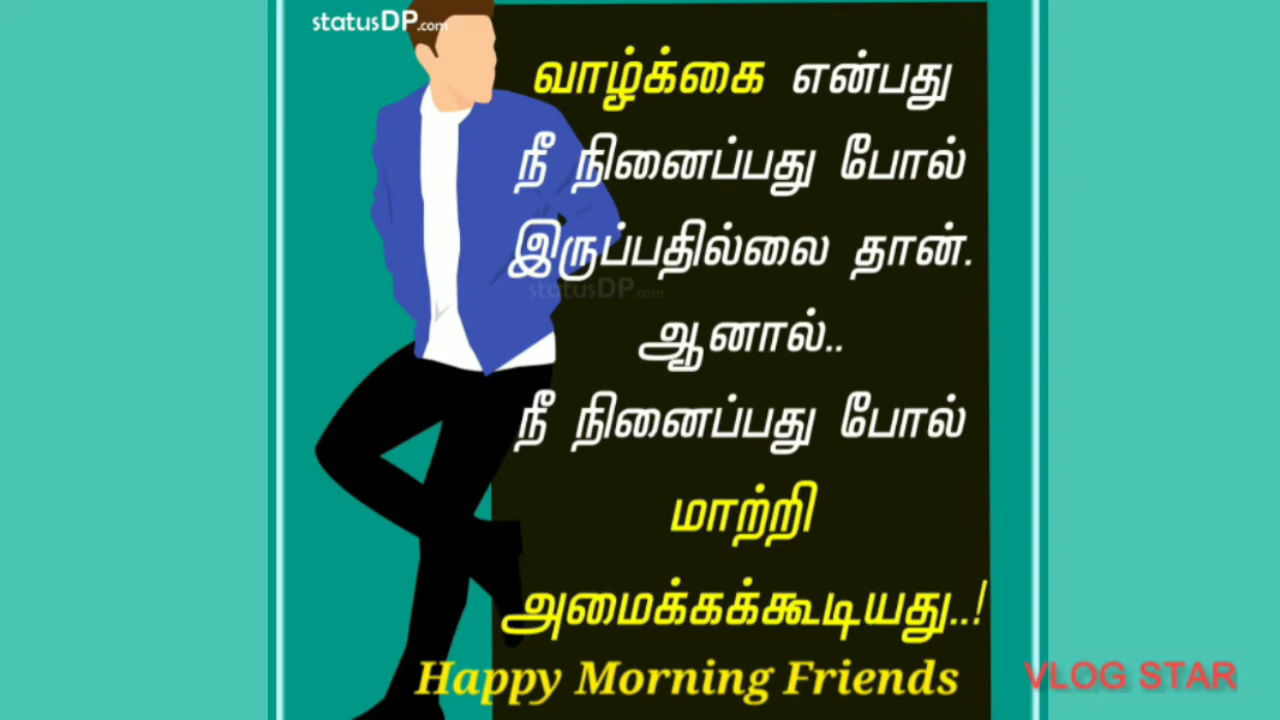 statusDP.com
வாழ்க்கை என்பது
நீ நினைப்பது போல்
இருப்பதில்லை தான்.
statusDP.com
ஆனால்..
நீ நினைப்பது போல்
மாற்றி
அமைக்கக்கூடியது..!
Happy Morning Friends
VLOG STAR